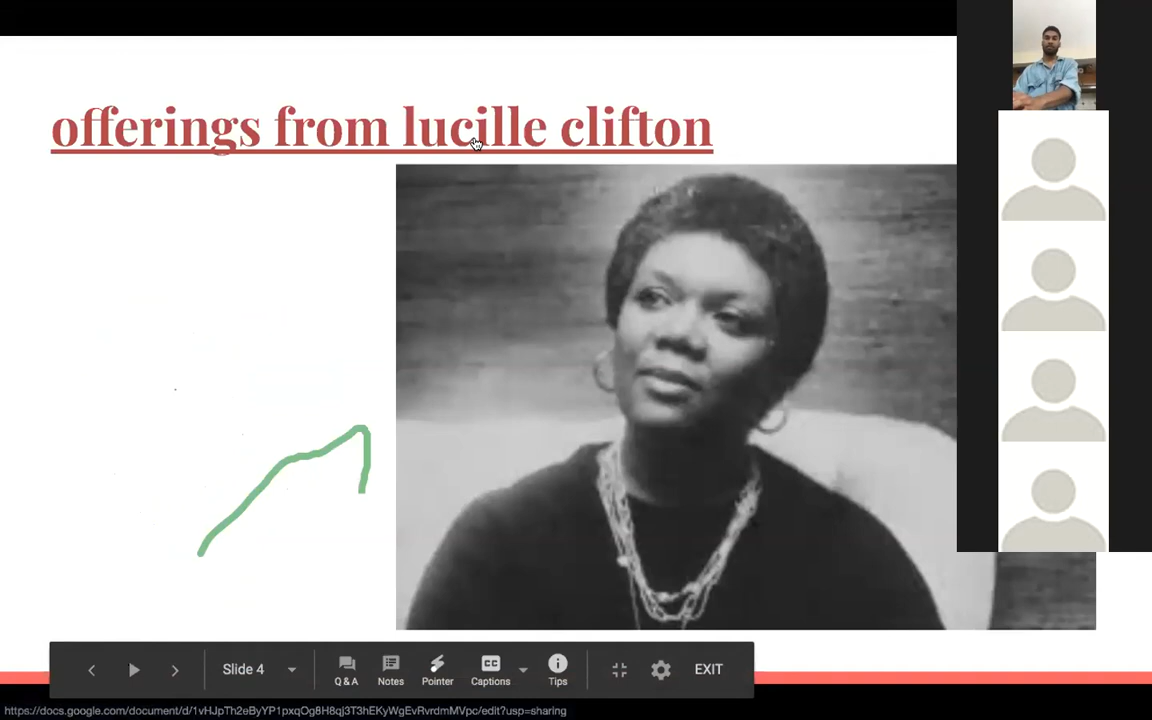 offerings from lucille clifton
Slide 4
Q & A
Notes
Pointer
CC
Captions
Tips
EXIT
https://docs.google.com/document/d/1vHJpTh2eByYP1pxqOg8H8qj3T3hEKyWgEvRvrdmMVpc/edit?usp=sharing